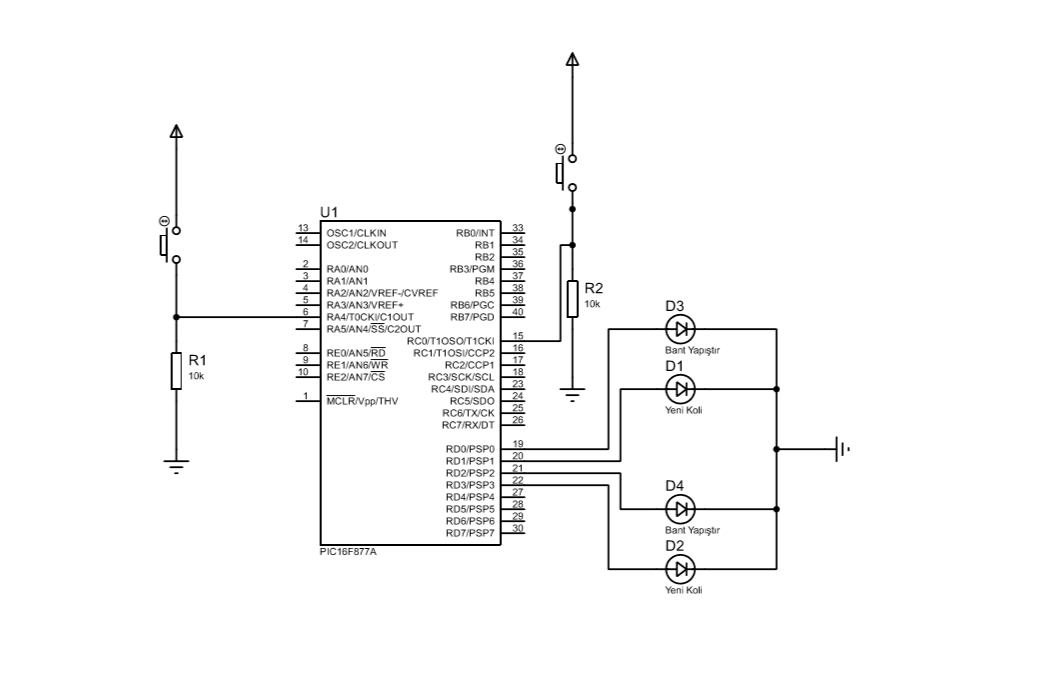 U1
13 OSC1/CLKIN
14 OSC2/CLKOUT
2 RA0/AN0
3 RA1/AN1
4 RA2/AN2/VREF-/CVREF
5 RA3/AN3/VREF+
6 RA4/T0CKI/C1OUT
7 RA5/AN4/SS/C2OUT
8 RE0/AN5/RD
9 RE1/AN6/WR
10 RE2/AN7/CS
1 MCLR/Vpp/THV
RB0/INT 33
RB1 34
RB2 35
RB3/PGM 36
RB4 37
RB5 38
RB6/PGC 39
RB7/PGD 40
RC0/T1OSO/T1CKI 15
RC1/T1OSI/CCP2 16
RC2/CCP1 17
RC3/SCK/SCL 18
RC4/SDI/SDA 23
RC5/SDO 24
RC6/TX/CK 25
RC7/RX/DT 26
RD0/PSP0 19
RD1/PSP1 20
RD2/PSP2 21
RD3/PSP3 22
RD4/PSP4 27
RD5/PSP5 28
RD6/PSP6 29
RD7/PSP7 30
PIC16F877A
R1
10k
R2
10k
D3
Bant Yapıştır
D1
Yeni Koli
D4
Bant Yapıştır
D2
Yeni Koli